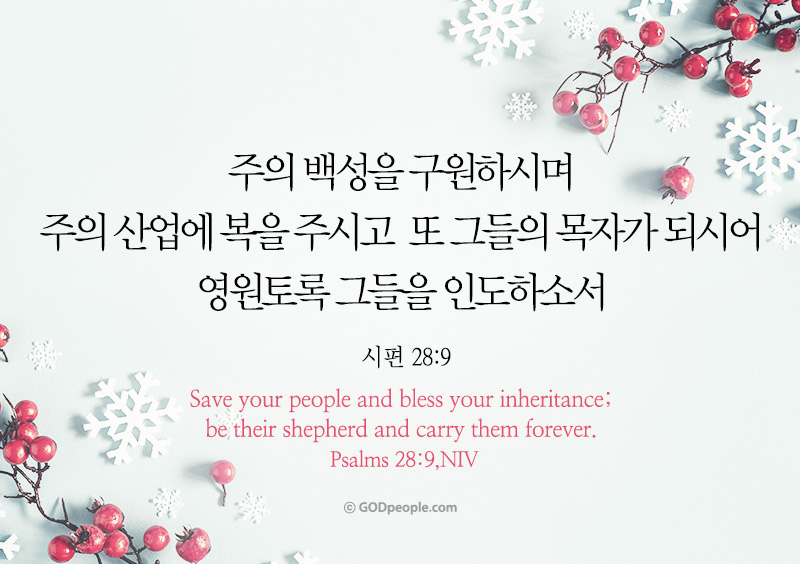 주의 백성을 구원하시며
주의 산업에 복을 주시고 또 그들의 목자가 되시어
영원토록 그들을 인도하소서
시편 28:9
Save your people and bless your inheritance;
be their shepherd and carry them forever.
Psalms 28:9,NIV
© GODpeople.com